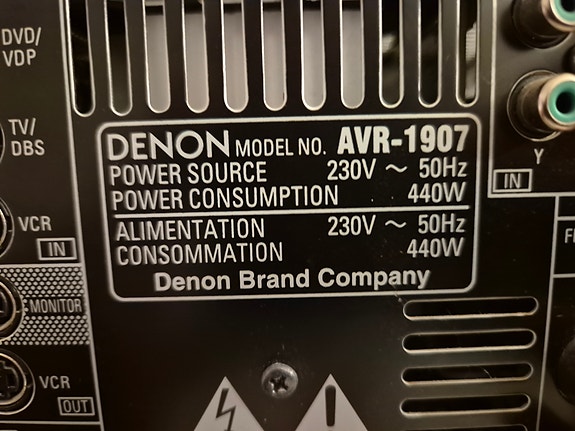 DVD/
VDP
TV/
DBS
VCR
IN
MONITOR
VCR
OUT
DENON MODEL NO. AVR-1907
POWER SOURCE 230V ~ 50Hz
POWER CONSUMPTION 440W
ALIMENTATION 230V ~ 50Hz
CONSOMMATION 440W
Denon Brand Company
Y
IN